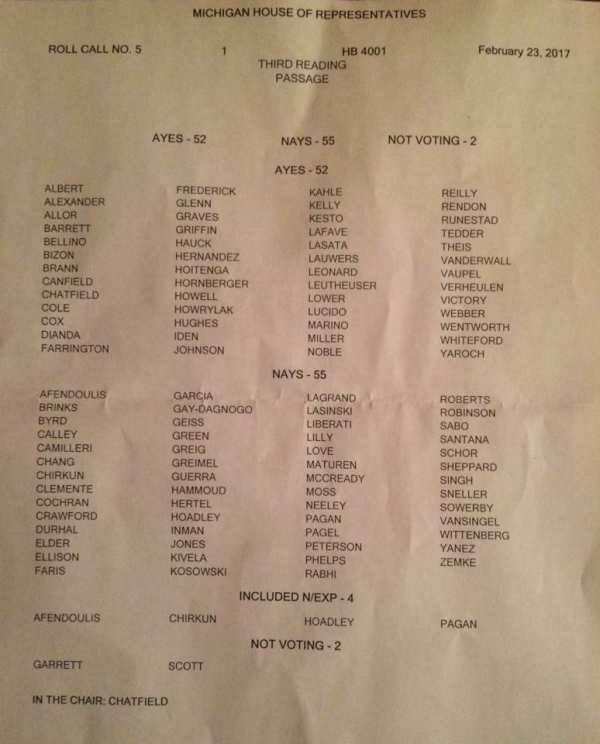 MICHIGAN HOUSE OF REPRESENTATIVES
ROLL CALL NO. 5 1 HB 4001 February 23, 2017
THIRD READING
PASSAGE
AYES - 52 NAYS - 55 NOT VOTING - 2
AYES - 52
ALBERT FREDERICK KAHLE REILLY
ALEXANDER GLENN KELLY RENDON
ALLOR GRAVES KESTO RUNESTAD
BARRETT GRIFFIN LAFAVE TEDDER
BELLINO HAUCK LASATA THEIS
BIZON HERNANDEZ LAUWERS VANDERWALL
BRANN HOITENGA LEONARD VAUPEL
CANFIELD HORNBERGER LEUTHEUSER VERHEULEN
CHATFIELD HOWELL LOWER VICTORY
COLE HOWRYLAK LUCIDO WEBBER
COX HUGHES MARINO WENTWORTH
DIANDA IDEN MILLER WHITEFORD
FARRINGTON JOHNSON NOBLE YAROCH
NAYS - 55
AFENDOULIS GARCIA LAGRAND ROBERTS
BRINKS GAY-DAGNOGO LASINSKI ROBINSON
BYRD GEISS LIBERATI SABO
CALLEY GREEN LILLY SANTANA
CAMILLERI GREIG LOVE SCHOR
CHANG GREIMEL MATUREN SHEPPARD
CHIRKUN GUERRA MCCREADY SINGH
CLEMENTE HAMMOUD MOSS SNELLER
COCHRAN HERTEL NEELEY SOWERBY
CRAWFORD HOADLEY PAGAN VANSINGEL
DURHAL INMAN PAGEL WITTENBERG
ELDER JONES PETERSON YANEZ
ELLISON KIVELA PHELPS ZEMKE
FARIS KOSOWSKI RABHI
INCLUDED N/EXP - 4
AFENDOULIS CHIRKUN HOADLEY PAGAN
NOT VOTING - 2
GARRETT SCOTT
IN THE CHAIR: CHATFIELD